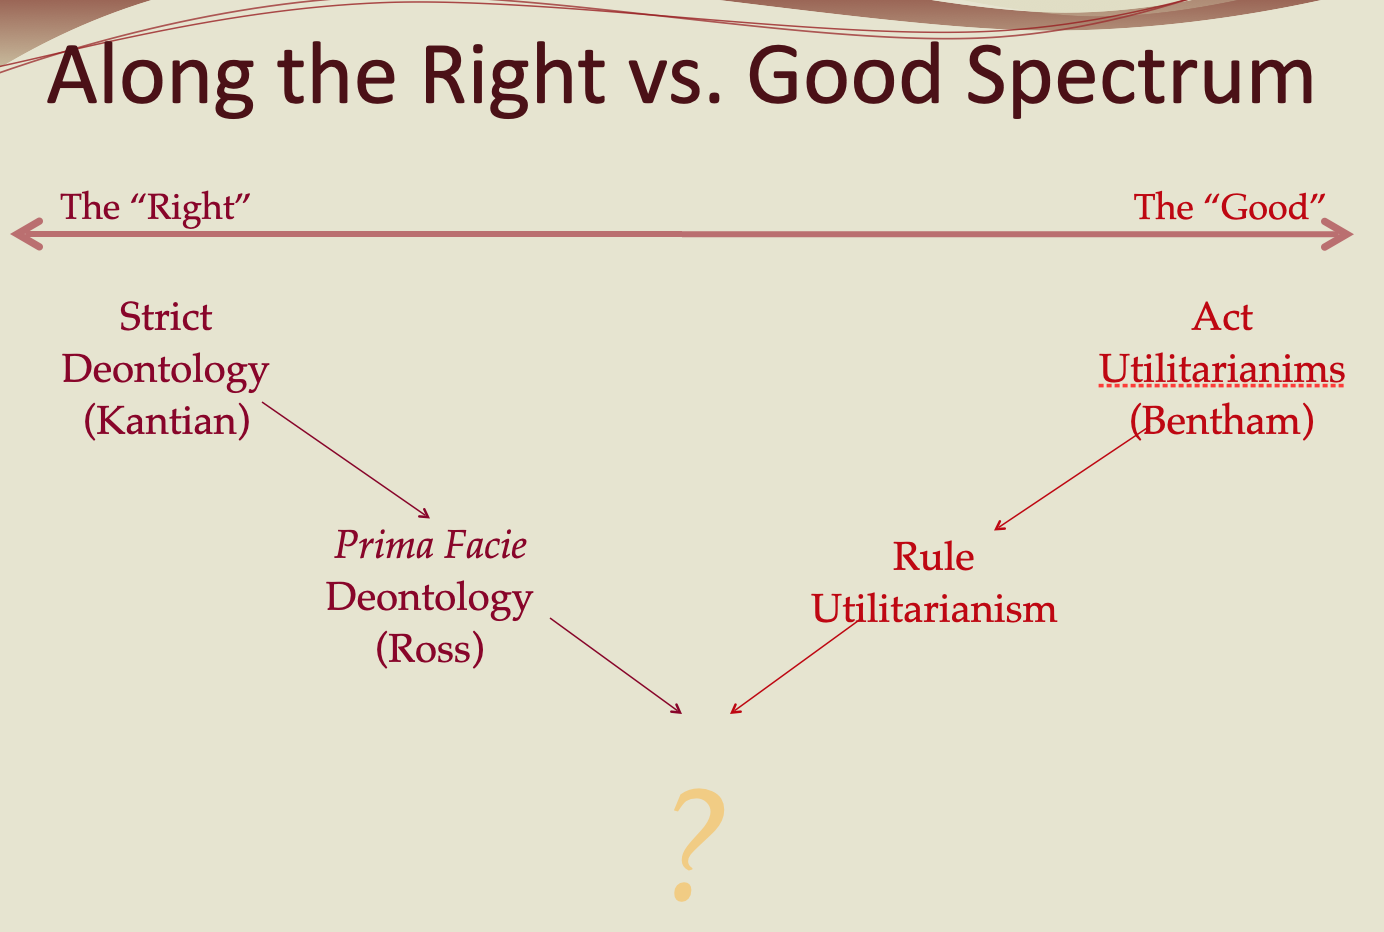 Along the Right vs. Good Spectrum
The “Right”
The “Good”
Strict
Deontology
(Kantian)
Act
Utilitarianims
(Bentham)
Prima Facie
Deontology
(Ross)
Rule
Utilitarianism
?